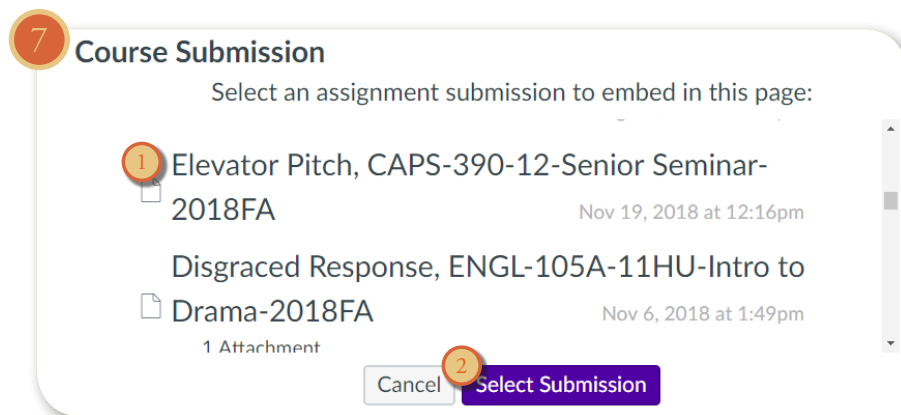 7
Course Submission
Select an assignment submission to embed in this page:
1
Elevator Pitch, CAPS-390-12-Senior Seminar-
2018FA
Nov 19, 2018 at 12:16pm
Disgraced Response, ENGL-105A-11HU-Intro to
Drama-2018FA
Nov 6, 2018 at 1:49pm
1 Attachment
Cancel
2
Select Submission